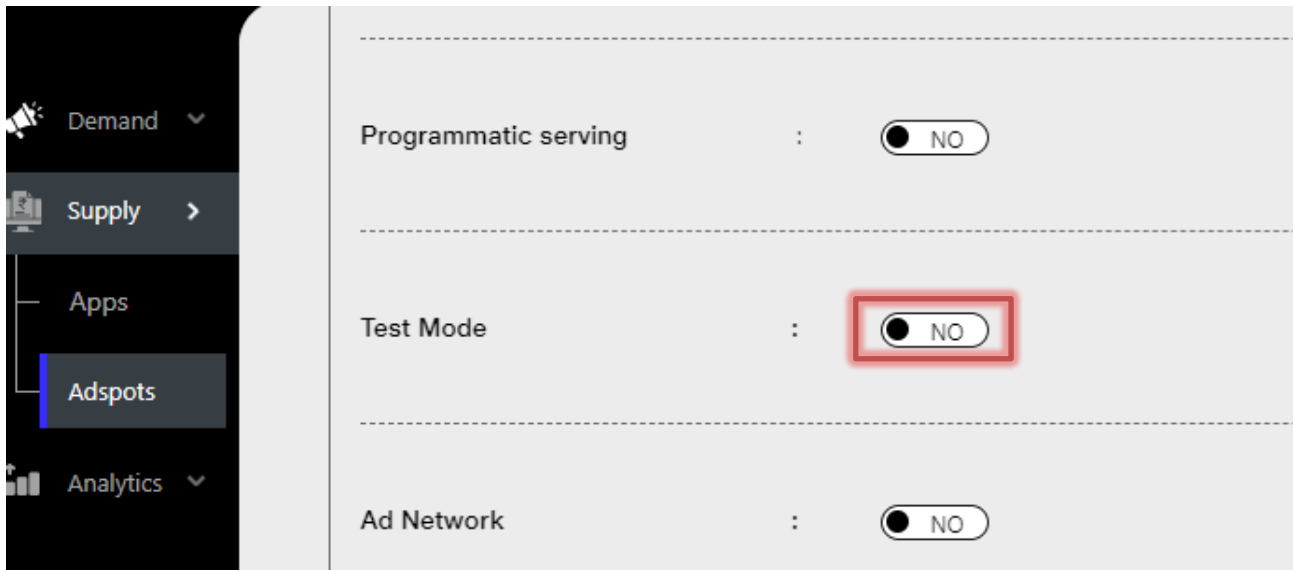 Demand
Supply
Apps
Adspots
Analytics
Programmatic serving : NO
Test Mode : NO
Ad Network : NO